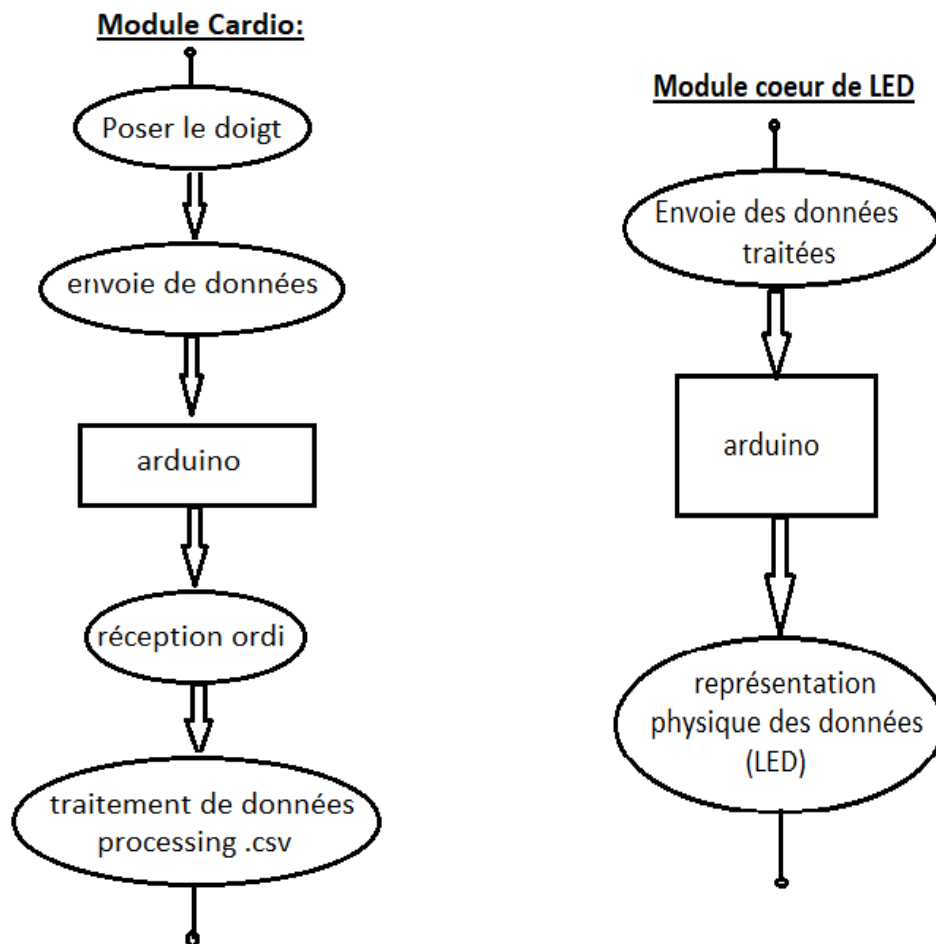 Module Cardio:
Poser le doigt
envoie de données
arduino
réception ordi
traitement de données
processing .csv
Module coeur de LED
Envoie des données
traitées
arduino
représentation
physique des données
(LED)